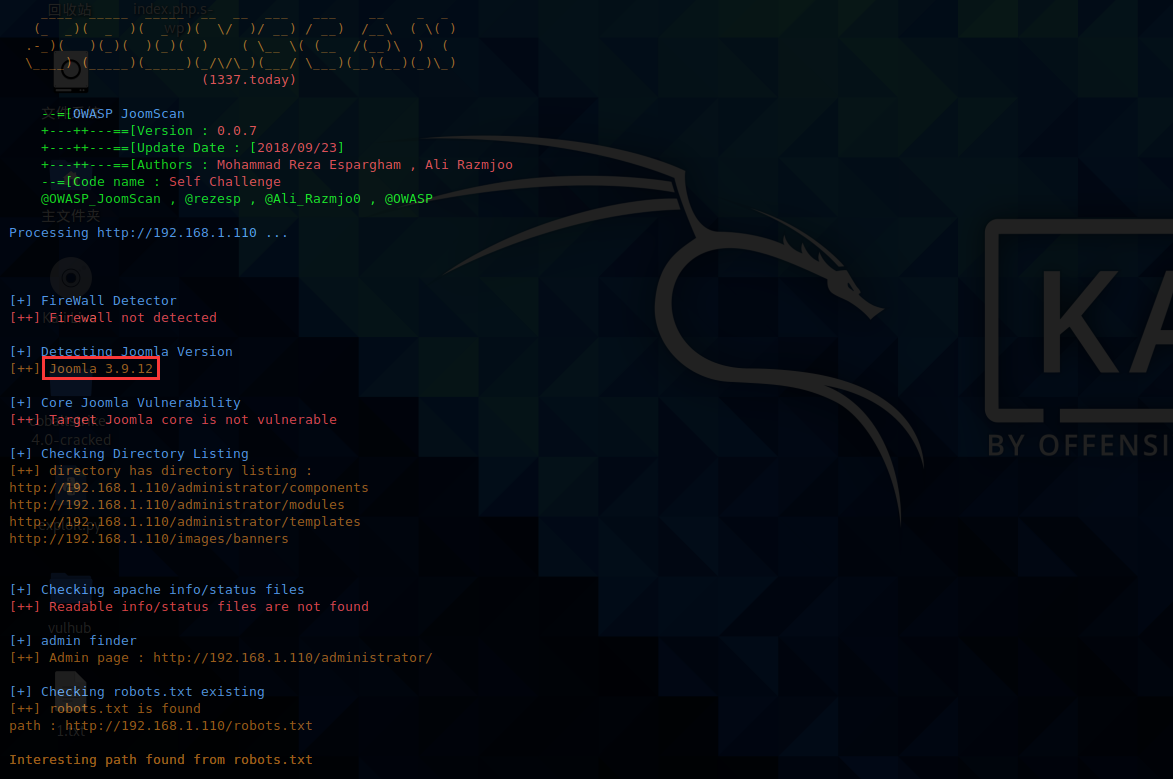 回收站 index.php.s-
wp
(1337.today)
--=[OWASP JoomScan
+---++---==[Version : 0.0.7
+---++---==[Update Date : [2018/09/23]
+---++---==[Authors : Mohammad Reza Espargham , Ali Razmjoo
--=[Code name : Self Challenge
@OWASP_JoomScan , @rezesp , @Ali_Razmjo0 , @OWASP
主文件夹
Processing http://192.168.1.110 ...
[+] FireWall Detector
[++] Firewall not detected
[+] Detecting Joomla Version
[++] Joomla 3.9.12
[+] Core Joomla Vulnerability
[++] Target Joomla core is not vulnerable
4.0-cracked
KA
BY OFFENSI
[+] Checking Directory Listing
[++] directory has directory listing :
http://192.168.1.110/administrator/components
http://192.168.1.110/administrator/modules
http://192.168.1.110/administrator/templates
http://192.168.1.110/images/banners
[+] Checking apache info/status files
[++] Readable info/status files are not found
vulhub
[+] admin finder
[++] Admin page : http://192.168.1.110/administrator/
[+] Checking robots.txt existing
[++] robots.txt is found
path : http://192.168.1.110/robots.txt
1.txt
Interesting path found from robots.txt